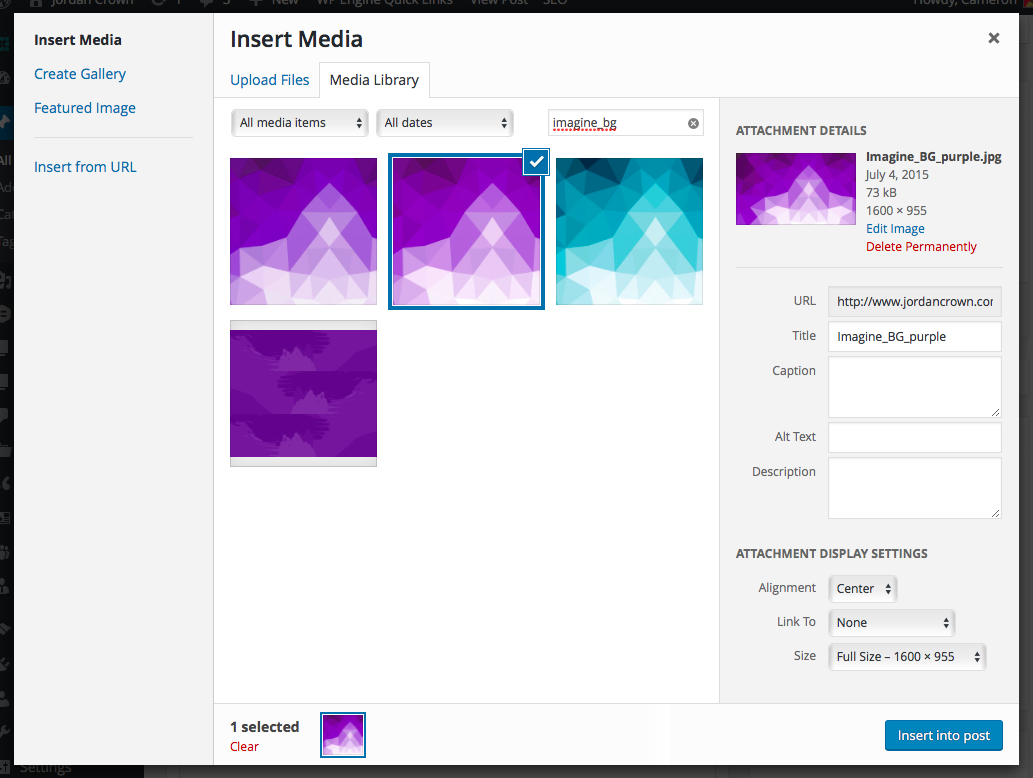 Jordan Crown
1
3
New
WP Engine Quick Links
View Post
SEO
Howdy, Cameron
Insert Media
Create Gallery
Featured Image
Insert from URL
Insert Media
Upload Files
Media Library
All media items
All dates
imagine_bg
ATTACHMENT DETAILS
Imagine_BG_purple.jpg
July 4, 2015
73 kB
1600 × 955
Edit Image
Delete Permanently
URL
http://www.jordancrown.cor
Title
Imagine_BG_purple
Caption
Alt Text
Description
ATTACHMENT DISPLAY SETTINGS
Alignment
Center
Link To
None
Size
Full Size – 1600 × 955
1 selected
Clear
Insert into post
All
Settings